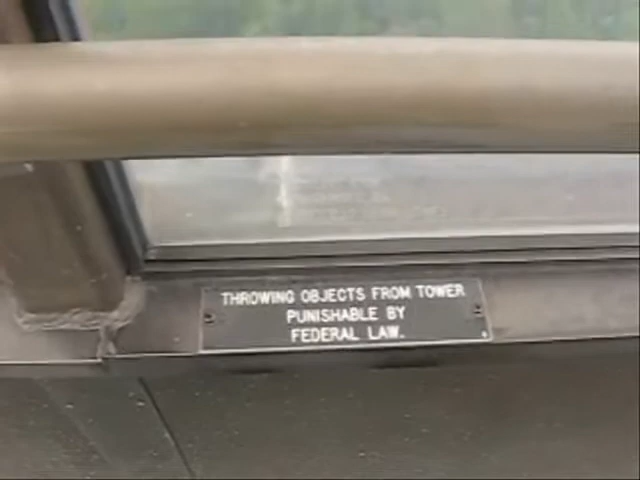 THROWING OBJECTS FROM TOWER
PUNISHABLE BY
FEDERAL LAW.